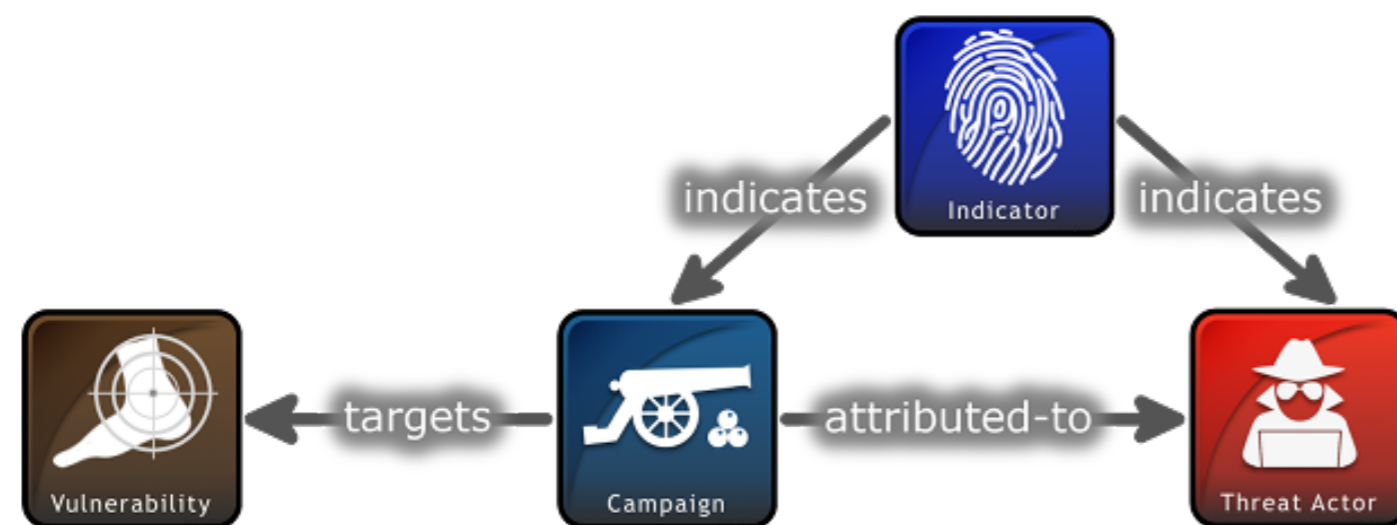 indicates
Indicator
indicates
targets
attributed-to
Vulnerability
Campaign
Threat Actor